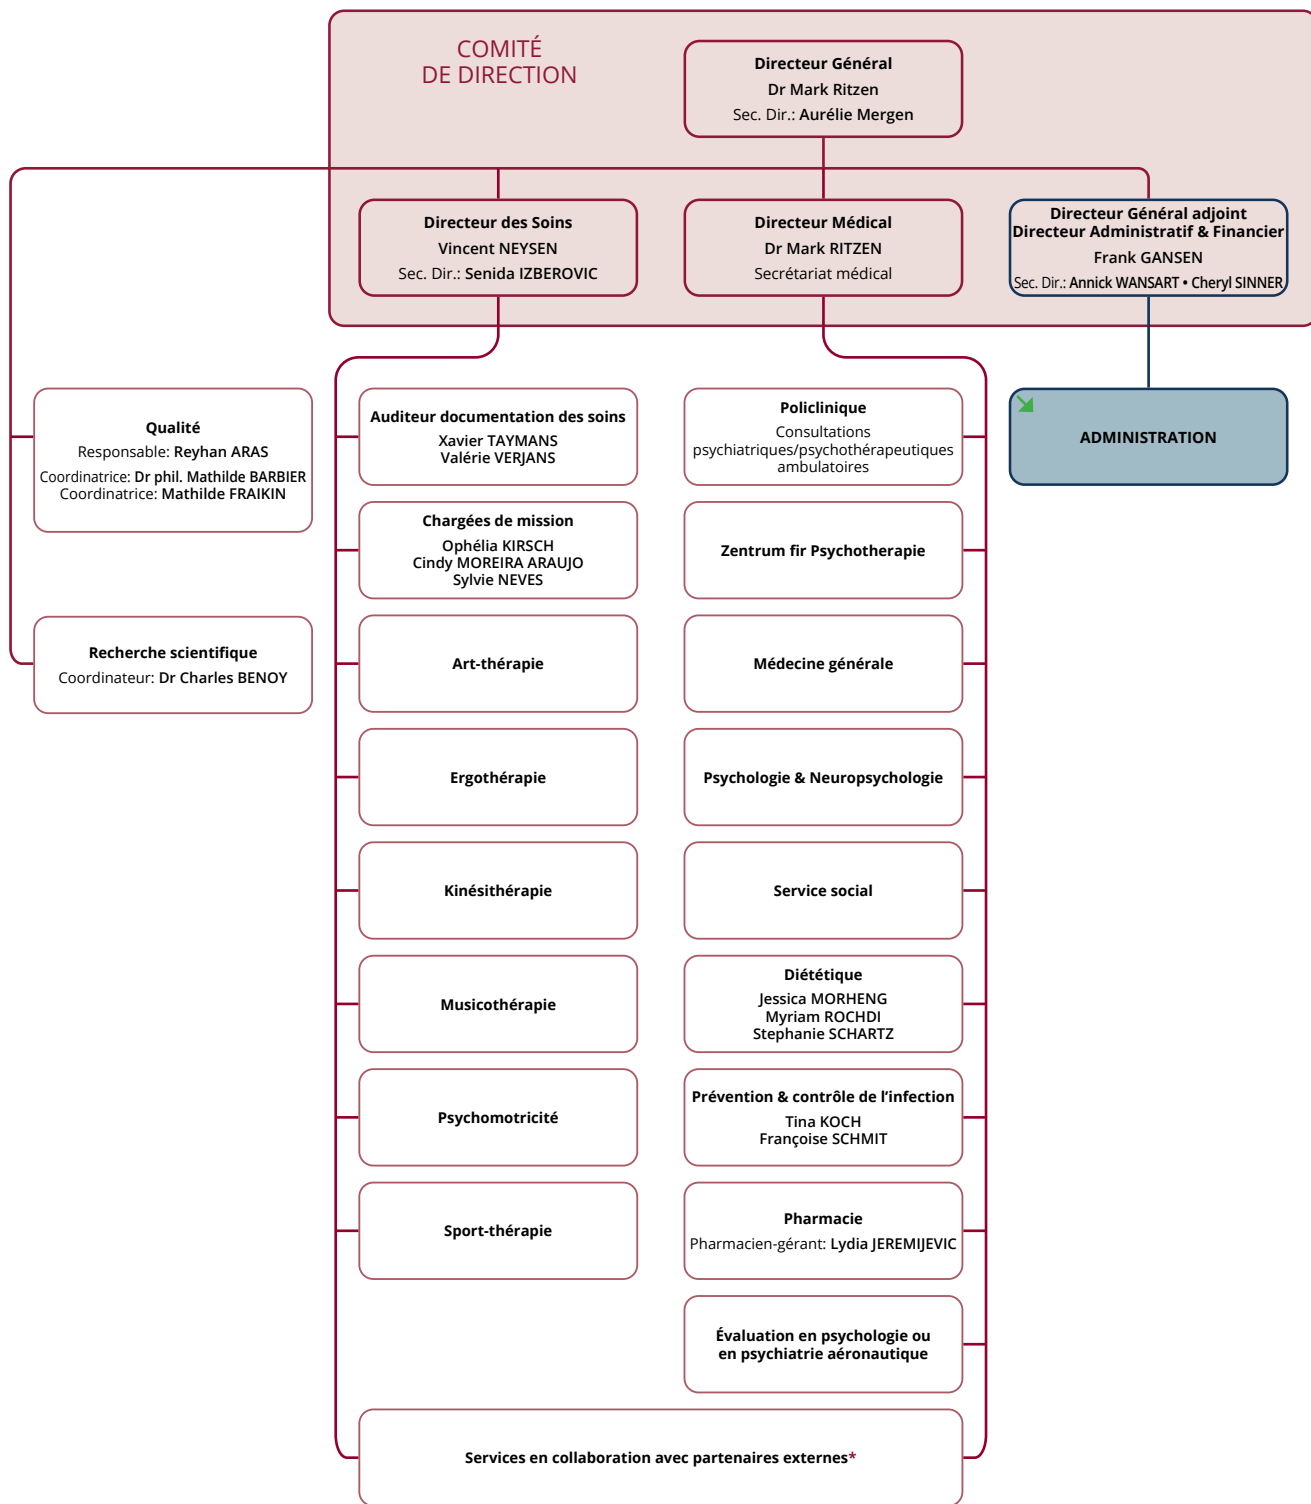 COMITÉ
DE DIRECTION
Directeur Général
Dr Mark Ritzen
Sec. Dir.: Aurélie Mergen
Directeur des Soins
Vincent NEYSEN
Sec. Dir.: Senida IZBEROVIC
Directeur Médical
Dr Mark RITZEN
Secrétariat médical
Directeur Général adjoint
Directeur Administratif & Financier
Frank GANSEN
Sec. Dir.: Annick WANSART • Cheryl SINNER
Qualité
Responsable: Reyhan ARAS
Coordinatrice: Dr phil. Mathilde BARBIER
Coordinatrice: Mathilde FRAIKIN
Recherche scientifique
Coordinateur: Dr Charles BENOY
Auditeur documentation des soins
Xavier TAYMANS
Valérie VERJANS
Chargées de mission
Ophélia KIRSCH
Cindy MOREIRA ARAUJO
Sylvie NEVES
Art-thérapie
Ergothérapie
Kinésithérapie
Musicothérapie
Psychomotricité
Sport-thérapie
Policlinique
Consultations
psychiatriques/psychothérapeutiques
ambulatoires
Zentrum fir Psychotherapie
Médecine générale
Psychologie & Neuropsychologie
Service social
Diététique
Jessica MORHENG
Myriam ROCHDI
Stephanie SCHARTZ
Prévention & contrôle de l’infection
Tina KOCH
Françoise SCHMIT
Pharmacie
Pharmacien-gérant: Lydia JEREMIJEVIC
Évaluation en psychologie ou
en psychiatrie aéronautique
ADMINISTRATION
Services en collaboration avec partenaires externes*